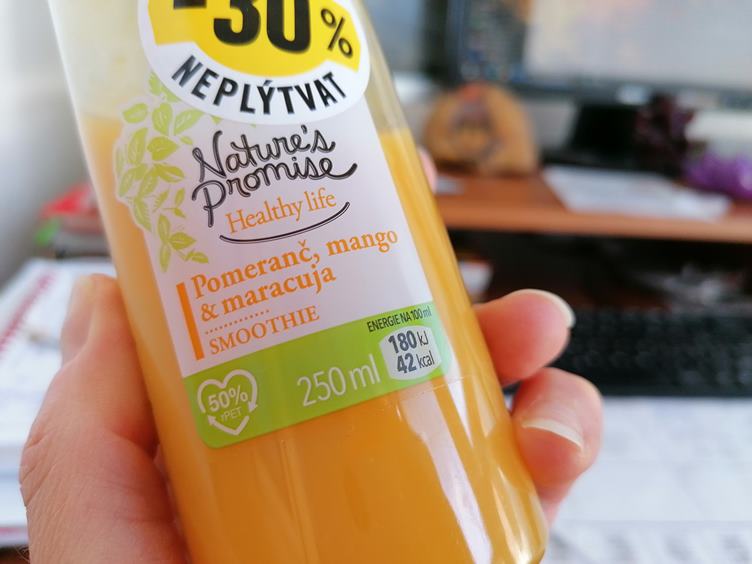 -30%
NEPLÝTVAT
Nature's
Promise
Healthy life
Pomeranč, mango
& maracuja
SMOOTHIE
ENERGIE NA 100 ml
180 kJ
42 kcal
250 ml
50%
rPET